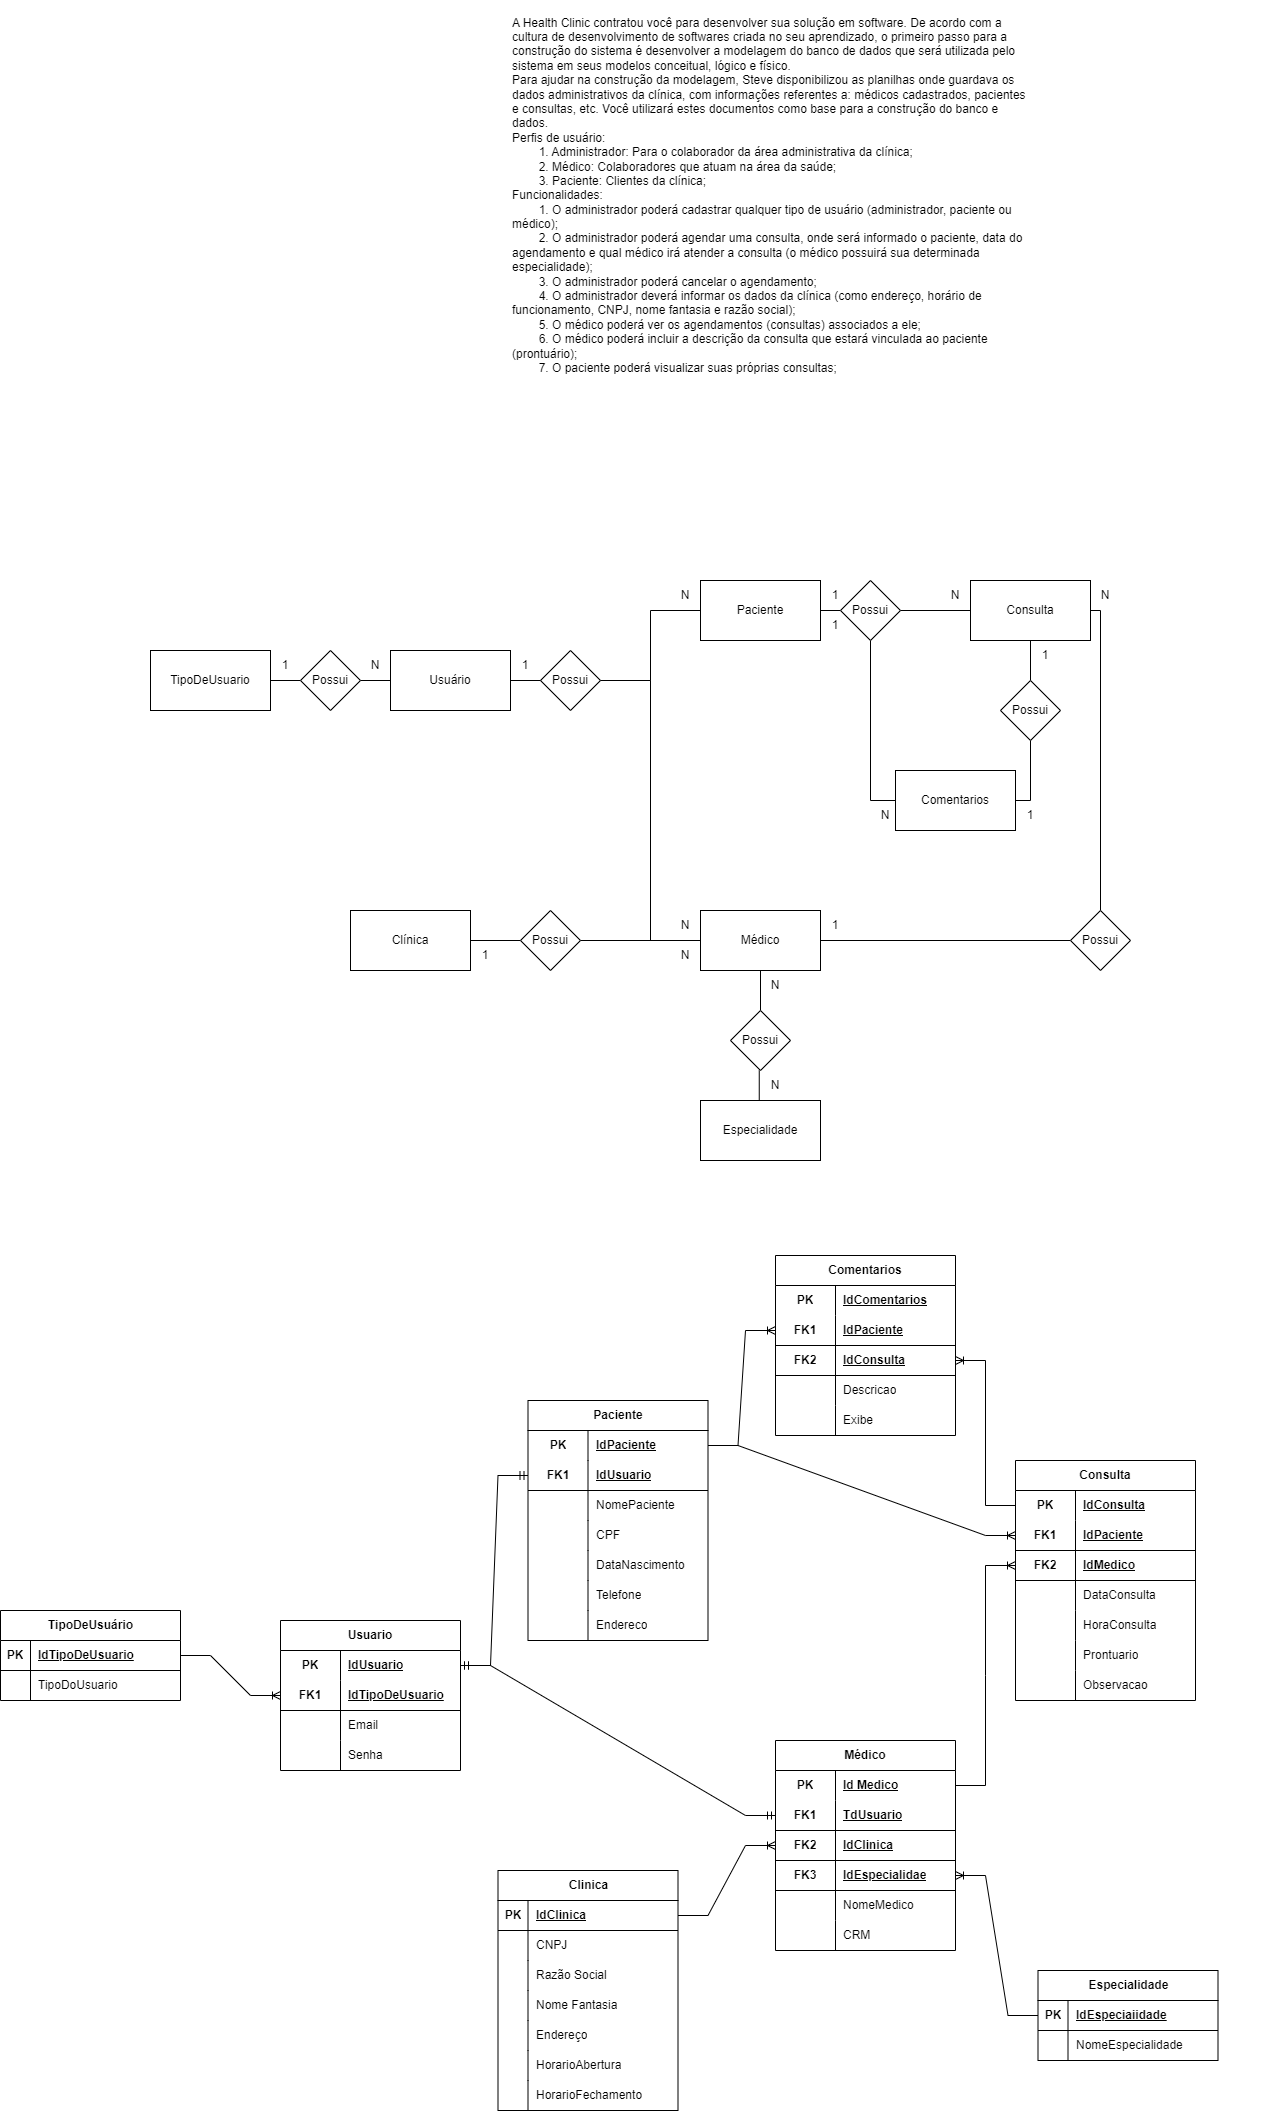 A Health Clinic contratou você para desenvolver sua solução em software. De acordo com a
cultura de desenvolvimento de softwares criada no seu aprendizado, o primeiro passo para a
construção do sistema é desenvolver a modelagem do banco de dados que será utilizada pelo
sistema em seus modelos conceitual, lógico e físico.
Para ajudar na construção da modelagem, Steve disponibilizou as planilhas onde guardava os
dados administrativos da clínica, com informações referentes a: médicos cadastrados, pacientes
e consultas, etc. Você utilizará estes documentos como base para a construção do banco e
dados.
Perfis de usuário:
1. Administrador: Para o colaborador da área administrativa da clínica;
2. Médico: Colaboradores que atuam na área da saúde;
3. Paciente: Clientes da clínica;
Funcionalidades:
1. O administrador poderá cadastrar qualquer tipo de usuário (administrador, paciente ou
médico);
2. O administrador poderá agendar uma consulta, onde será informado o paciente, data do
agendamento e qual médico irá atender a consulta (o médico possuirá sua determinada
especialidade);
3. O administrador poderá cancelar o agendamento;
4. O administrador deverá informar os dados da clínica (como endereço, horário de
funcionamento, CNPJ, nome fantasia e razão social);
5. O médico poderá ver os agendamentos (consultas) associados a ele;
6. O médico poderá incluir a descrição da consulta que estará vinculada ao paciente
(prontuário);
7. O paciente poderá visualizar suas próprias consultas;
N
1
N
N
Paciente
Possui
Consulta
1
1
N
1
1
TipoDeUsuario
Possui
Usuário
Possui
Possui
Comentarios
N
1
N
1
Clínica
Possui
Médico
Possui
1
N
N
Possui
N
Especialidade
Comentarios
PK IdComentarios
FK1 IdPaciente
FK2 IdConsulta
Descricao
Exibe
Paciente
PK IdPaciente
FK1 IdUsuario
NomePaciente
CPF
DataNascimento
Telefone
Endereco
Consulta
PK IdConsulta
FK1 IdPaciente
FK2 IdMedico
DataConsulta
HoraConsulta
Prontuario
Observacao
TipoDeUsuário
PK IdTipoDeUsuario
TipoDoUsuario
Usuario
PK IdUsuario
FK1 IdTipoDeUsuario
Email
Senha
Médico
PK Id Medico
FK1 TdUsuario
FK2 IdClinica
FK3 IdEspecialidae
NomeMedico
CRM
Clinica
PK IdClinica
CNPJ
Razão Social
Nome Fantasia
Endereço
HorarioAbertura
HorarioFechamento
Especialidade
PK IdEspeciaiidade
NomeEspecialidade